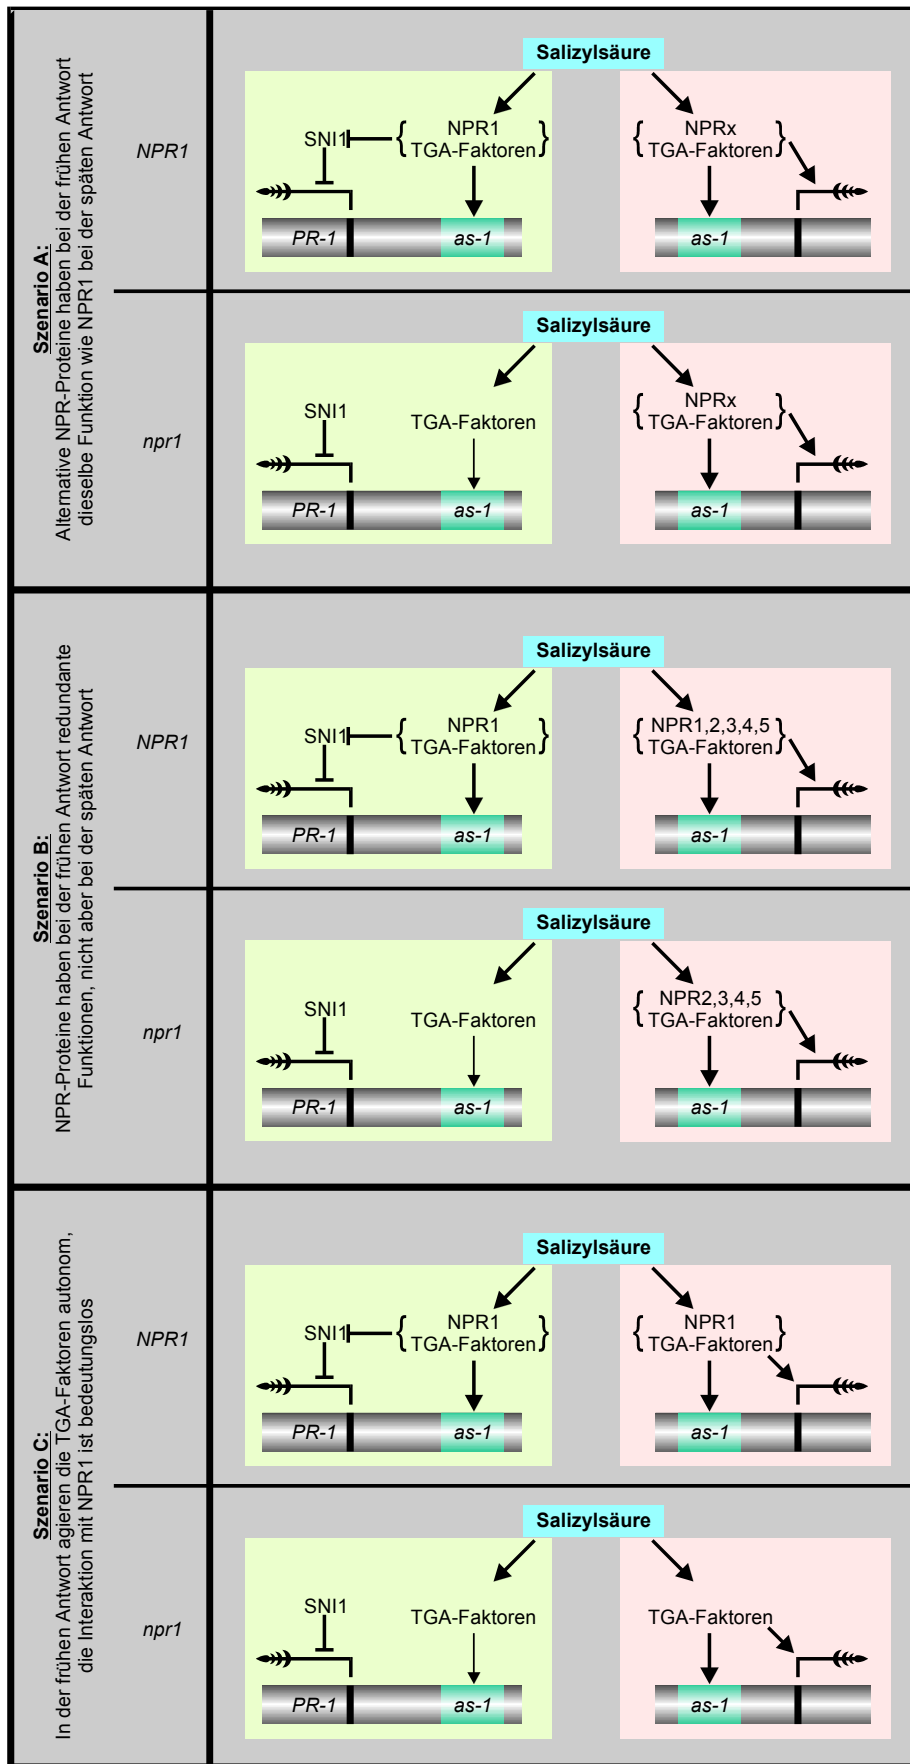 Szenario A:
Alternative NPR-Proteine haben bei der frühen Antwort
dieselbe Funktion wie NPR1 bei der späten Antwort
NPR1
Salizylsäure
SNI1
NPR1
TGA-Faktoren
PR-1
as-1
NPRx
TGA-Faktoren
as-1
npr1
Salizylsäure
SNI1
TGA-Faktoren
PR-1
as-1
NPRx
TGA-Faktoren
as-1
Szenario B:
NPR-Proteine haben bei der frühen Antwort redundante
Funktionen, nicht aber bei der späten Antwort
NPR1
Salizylsäure
SNI1
NPR1
TGA-Faktoren
PR-1
as-1
NPR1,2,3,4,5
TGA-Faktoren
as-1
npr1
Salizylsäure
SNI1
TGA-Faktoren
PR-1
as-1
NPR2,3,4,5
TGA-Faktoren
as-1
Szenario C:
In der frühen Antwort agieren die TGA-Faktoren autonom,
die Interaktion mit NPR1 ist bedeutungslos
NPR1
Salizylsäure
SNI1
NPR1
TGA-Faktoren
PR-1
as-1
NPR1
TGA-Faktoren
as-1
npr1
Salizylsäure
SNI1
TGA-Faktoren
PR-1
as-1
TGA-Faktoren
as-1